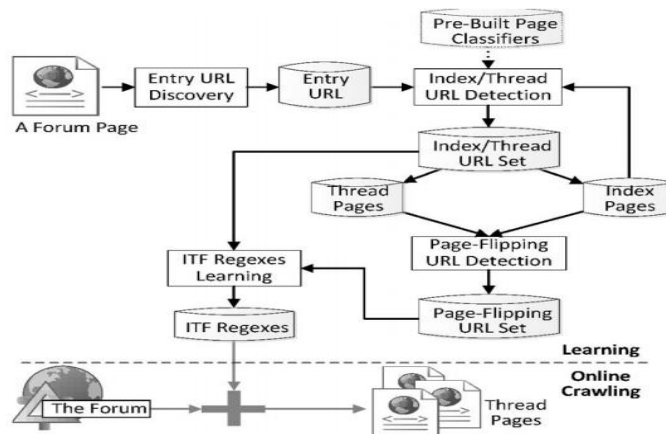 Pre-Built Page
Classifiers
A Forum Page
Entry URL
Discovery
Entry
URL
Index/Thread
URL Detection
Index/Thread
URL Set
Thread
Pages
Index
Pages
ITF Regexes
Learning
Page-Flipping
URL Detection
ITF Regexes
Page-Flipping
URL Set
Learning
Online
Crawling
The Forum
Thread
Pages